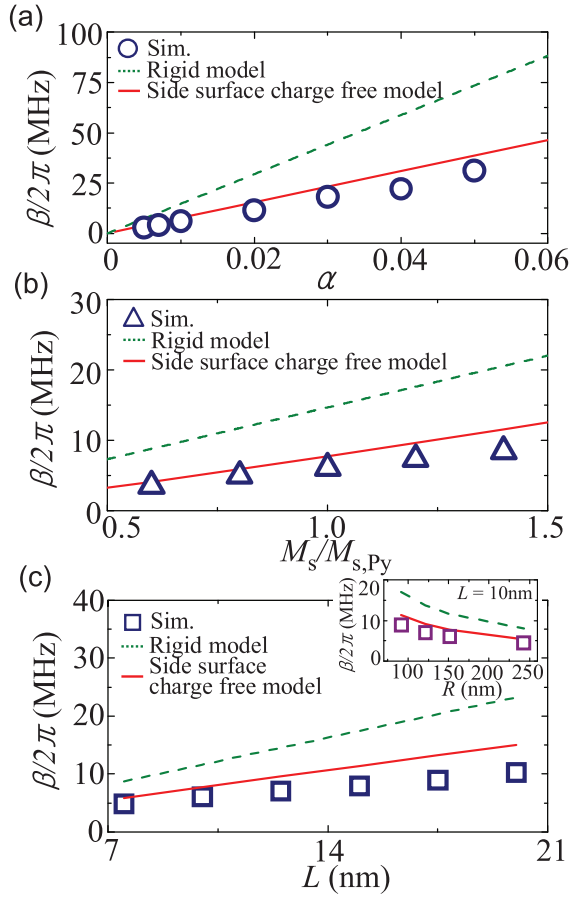 (a)
100
75
50
25
0
β/2π (MHz)
Sim.
Rigid model
Side surface charge free model
0
0.02
0.04
0.06
α
(b)
30
20
10
0
β/2π (MHz)
Sim.
Rigid model
Side surface charge free model
0.5
1.0
1.5
Ms/Ms,Py
(c)
40
30
20
10
0
β/2π (MHz)
Sim.
Rigid model
Side surface
charge free model
20
10
0
β/2π (MHz)
L = 10nm
100
150
200
250
R (nm)
7
14
21
L (nm)